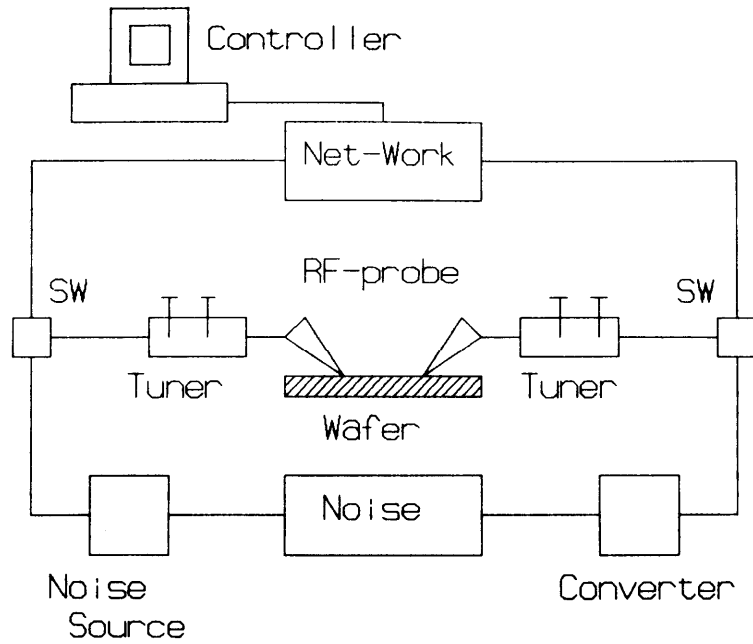 Controller
Net-Work
RF-probe
SW
SW
Tuner
Tuner
Wafer
Noise
Noise
Source
Converter